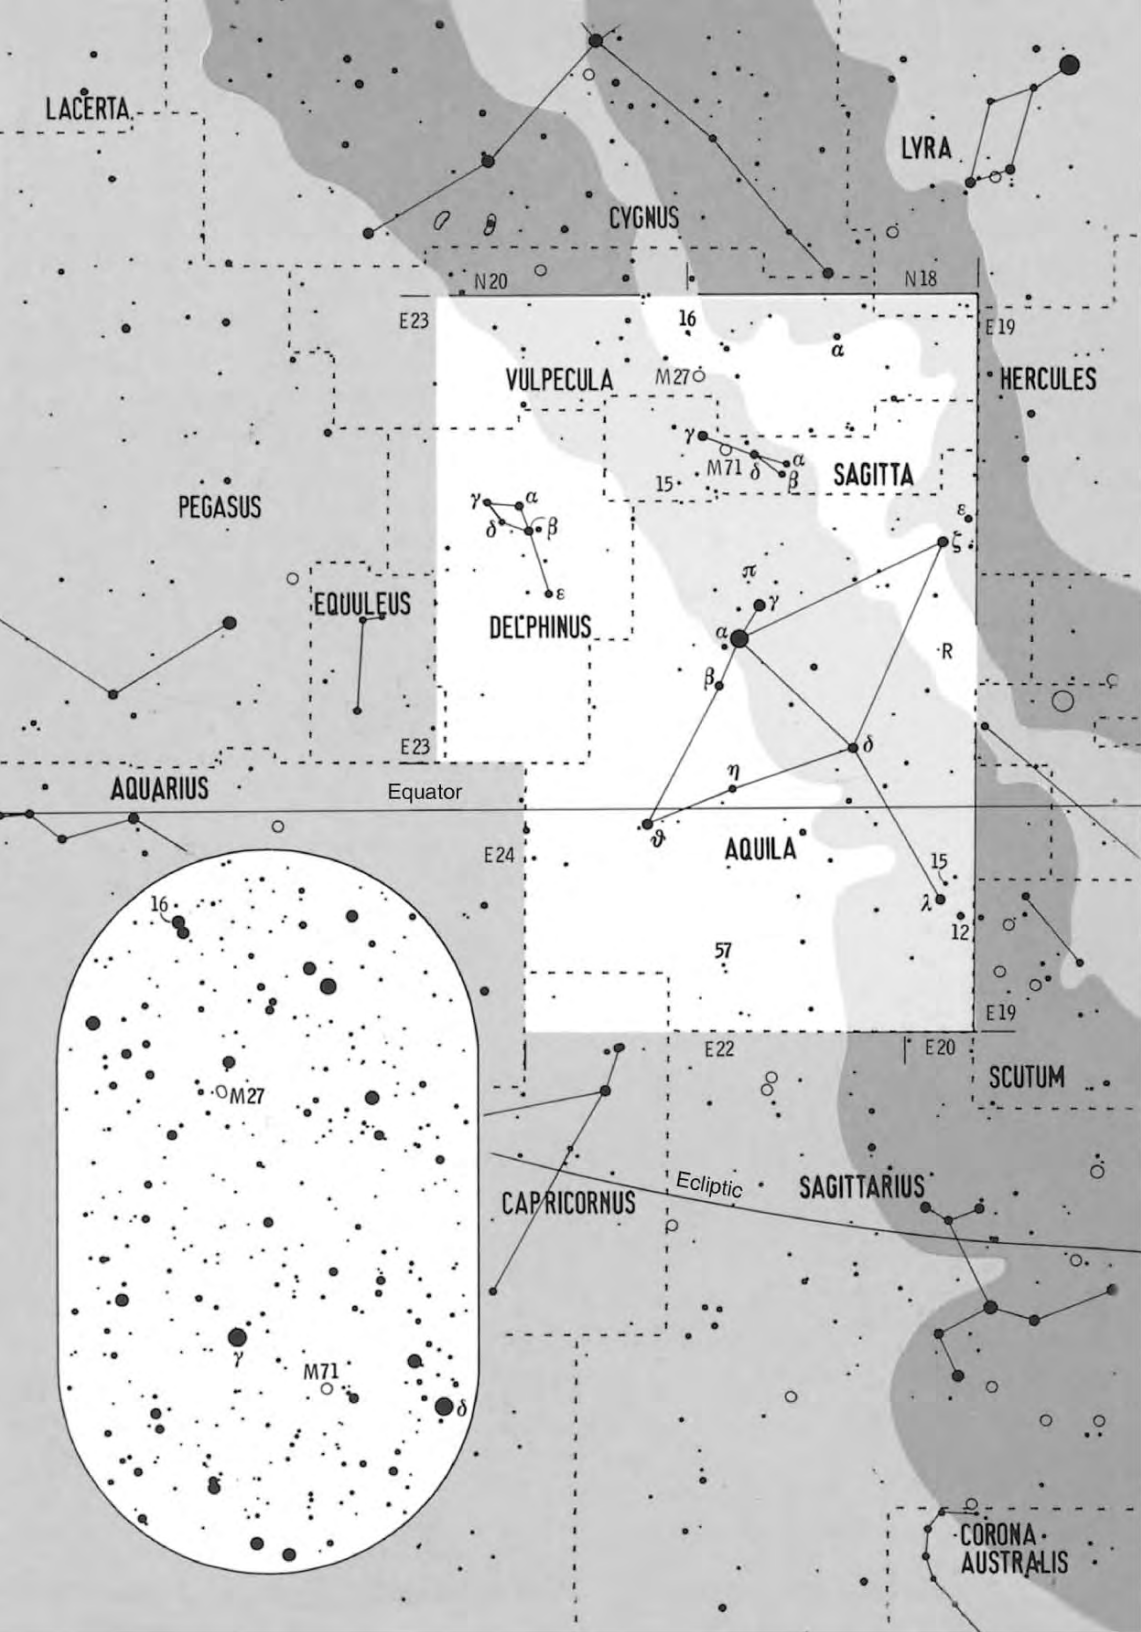 LACERTA
LYRA
CYGNUS
N20
N18
E23
16
E19
α
VULPECULA
M27
HERCULES
γ
α
M71
δ
β
SAGITTA
PEGASUS
15
γ
α
δ
β
ε
ζ
π
EQUULEUS
ε
γ
DELPHINUS
α
R
β
E23
δ
η
AQUARIUS
Equator
ϑ
AQUILA
E24
15
λ
16
12
57
E19
E22
E20
SCUTUM
M27
Ecliptic
SAGITTARIUS
CAPRICORNUS
γ
M71
δ
CORONA
AUSTRALIS